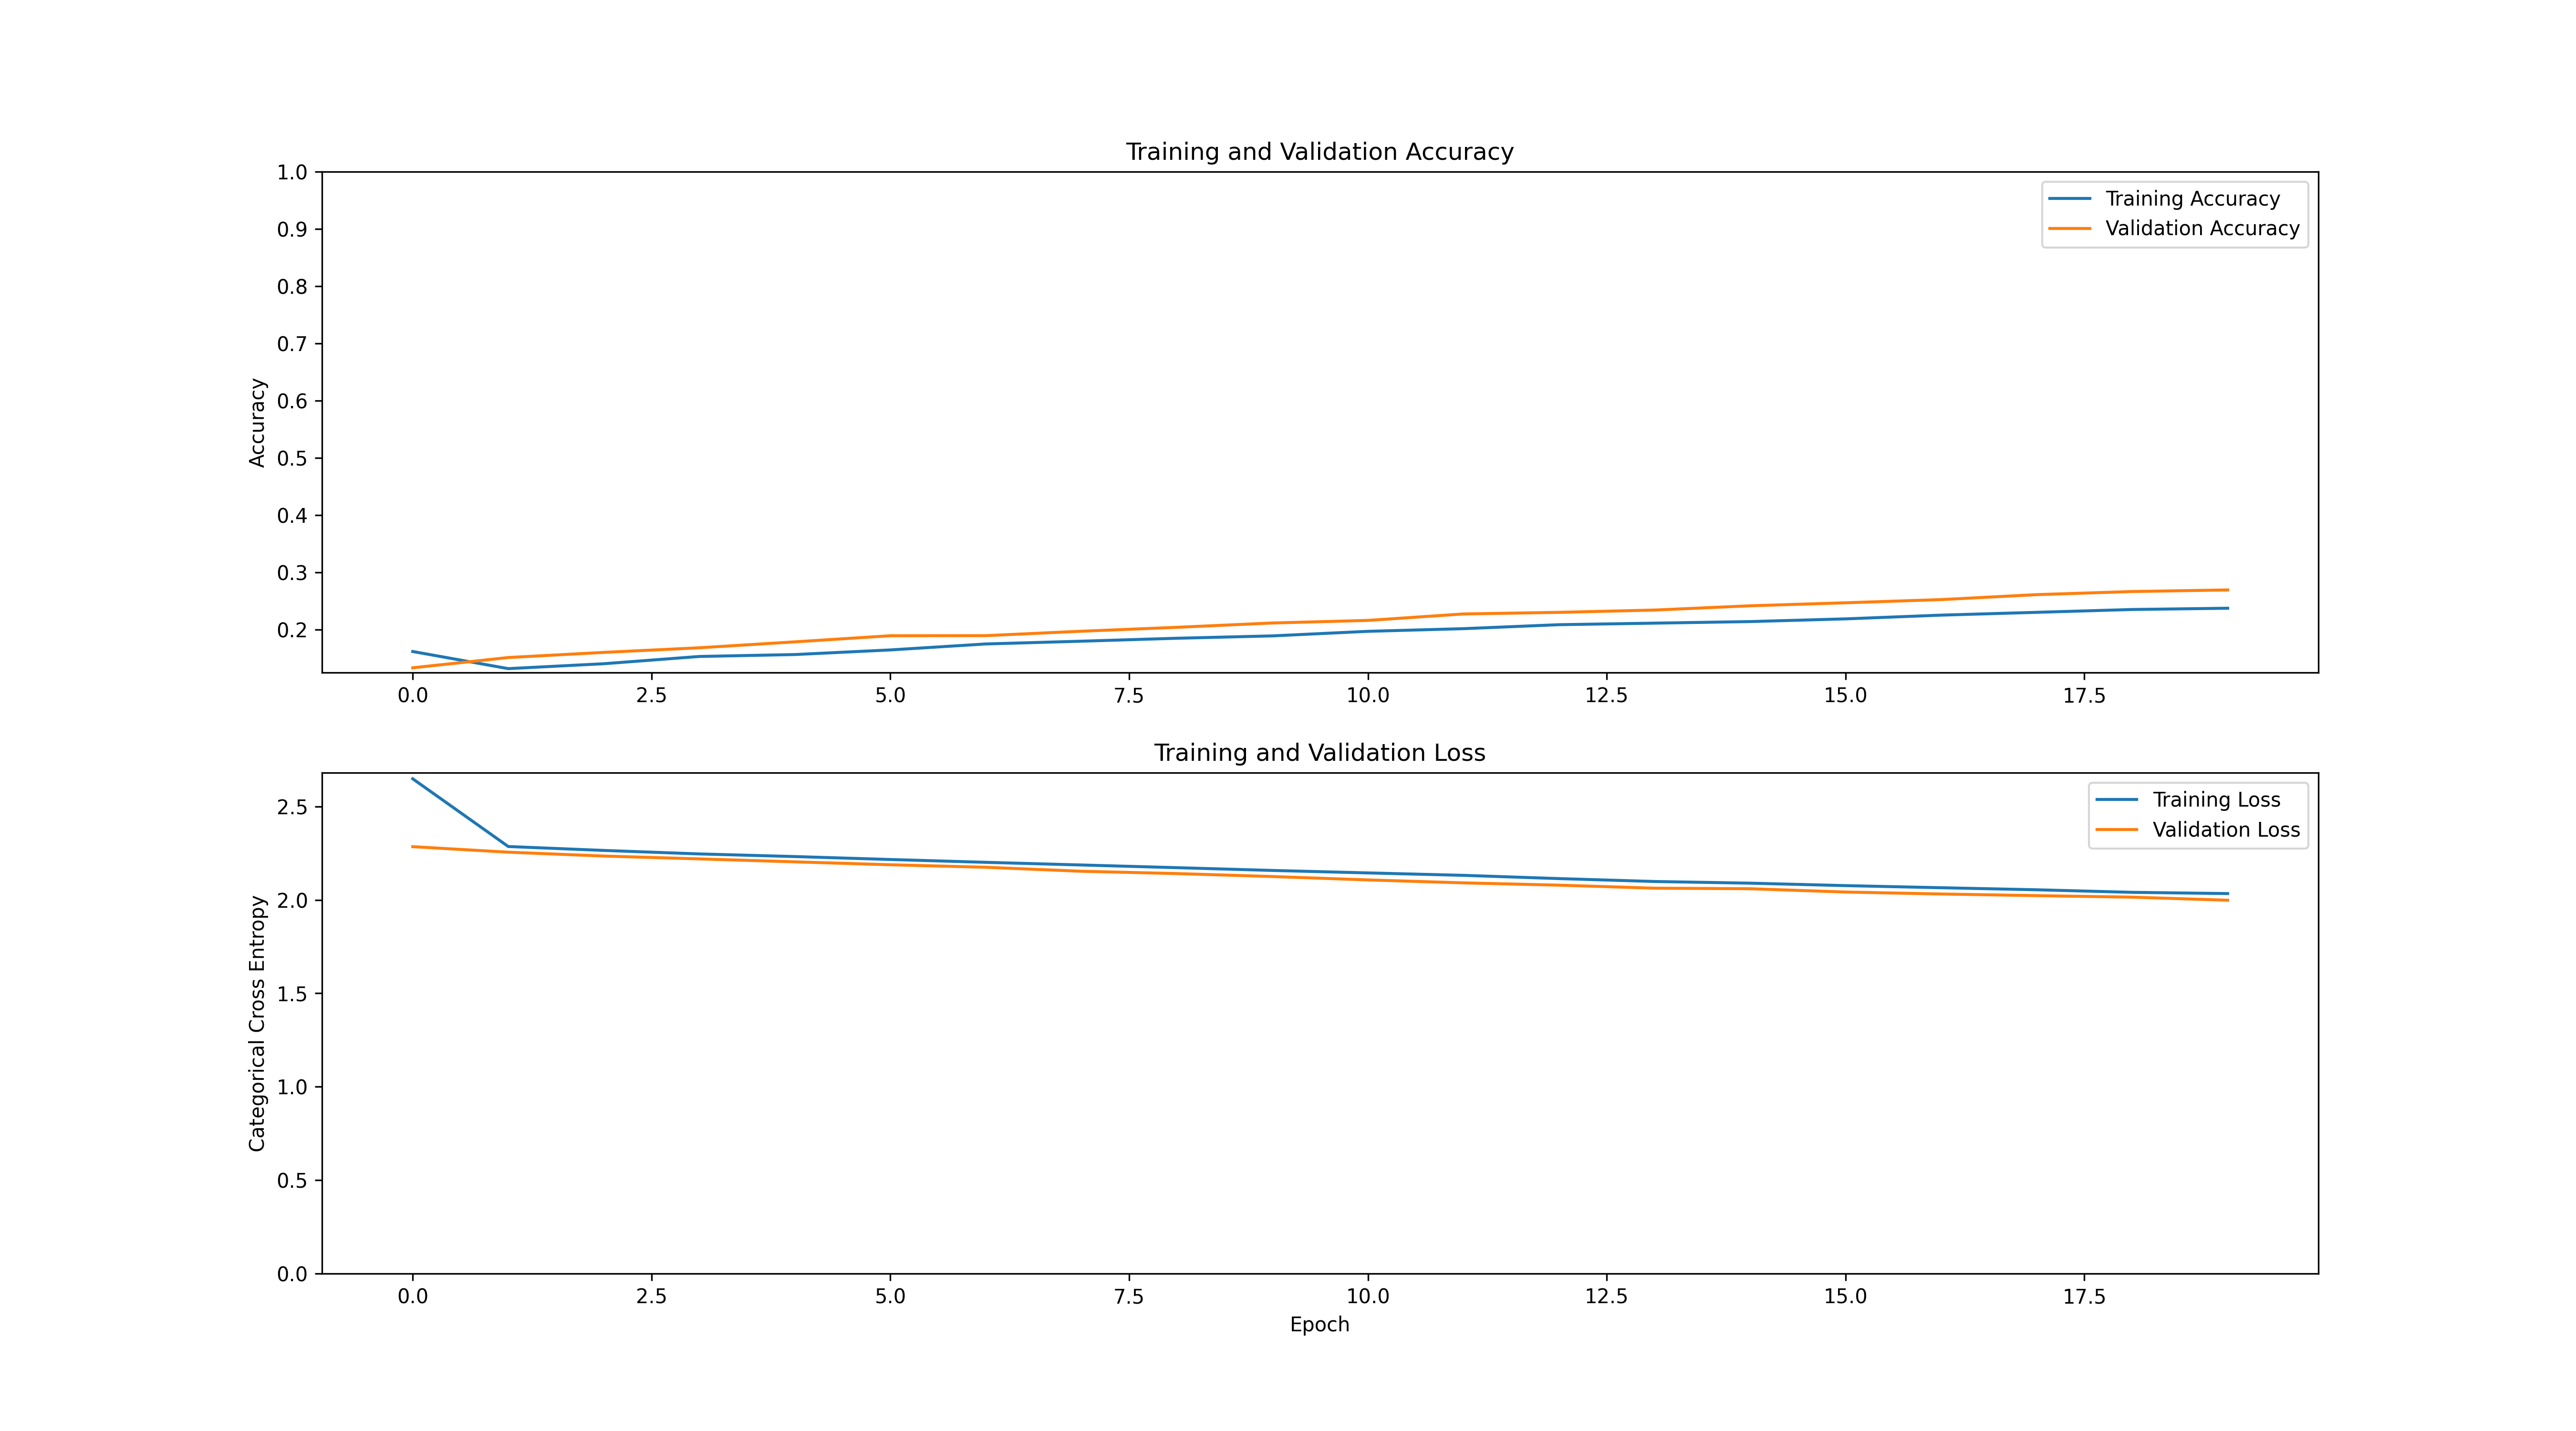 Training and Validation Accuracy
1.0
0.9
0.8
0.7
0.6
0.5
0.4
0.3
0.2
Accuracy
Training Accuracy
Validation Accuracy
0.0 2.5 5.0 7.5 10.0 12.5 15.0 17.5
Training and Validation Loss
2.5
2.0
1.5
1.0
0.5
0.0
Categorical Cross Entropy
Training Loss
Validation Loss
0.0 2.5 5.0 7.5 10.0 12.5 15.0 17.5
Epoch